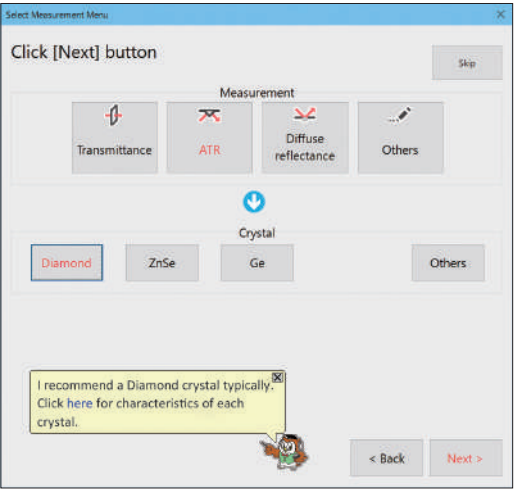 Select Measurement Menu
Click [Next] button
Skip
Measurement
Transmittance
ATR
Diffuse
reflectance
Others
Crystal
Diamond
ZnSe
Ge
Others
I recommend a Diamond crystal typically.
Click here for characteristics of each
crystal.
< Back
Next >